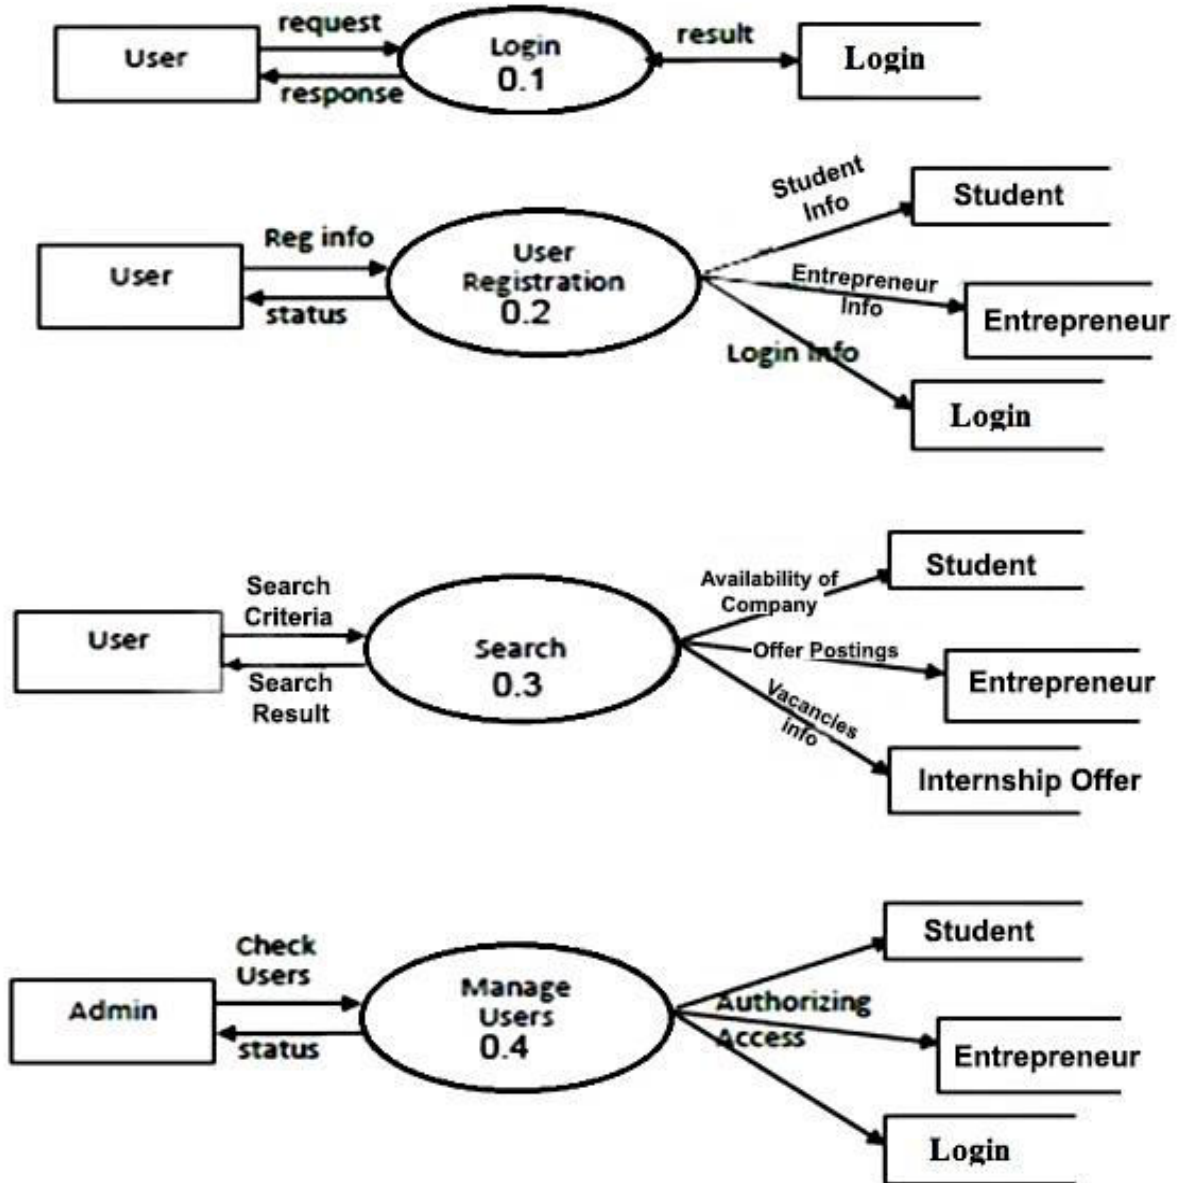 request
User
Login
0.1
result
Login
response
Student
Info
Student
Reg info
User
User
Registration
0.2
status
Entrepreneur
Info
Entrepreneur
Login info
Login
Search
Criteria
User
Search
0.3
Search
Result
Availability of
Company
Student
Offer Postings
Entrepreneur
Vacancies
info
Internship Offer
Check
Users
Admin
Manage
Users
0.4
status
Student
Authorizing
Access
Entrepreneur
Login